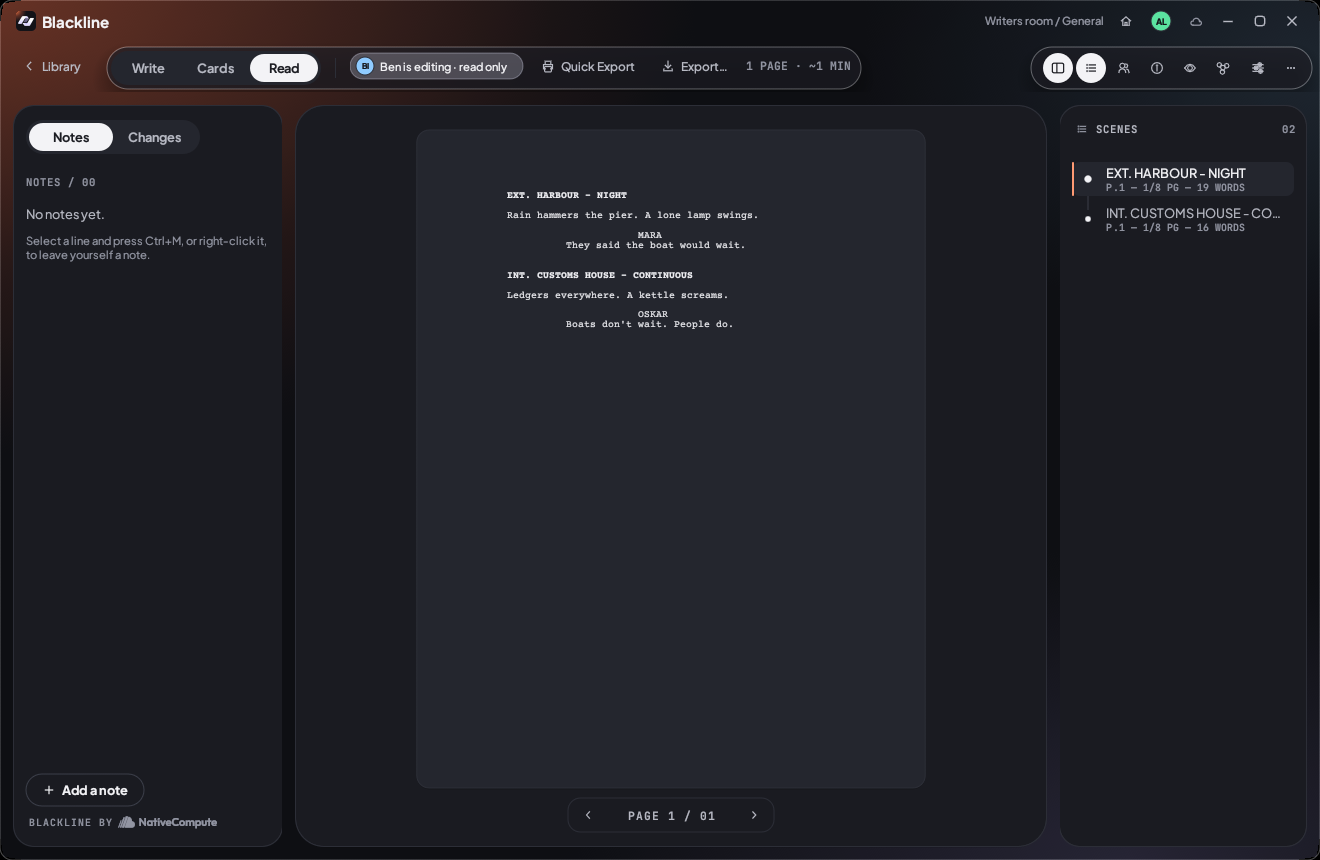 Blackline
Writers room / General
AL
Library
Write
Cards
Read
BI
Ben is editing · read only
Quick Export
Export...
1 PAGE · ~1 MIN
Notes
Changes
NOTES / 00
No notes yet.
Select a line and press Ctrl+M, or right-click it,
to leave yourself a note.
Add a note
BLACKLINE BY NativeCompute
EXT. HARBOUR - NIGHT
Rain hammers the pier. A lone lamp swings.
MARA
They said the boat would wait.
INT. CUSTOMS HOUSE - CONTINUOUS
Ledgers everywhere. A kettle screams.
OSKAR
Boats don't wait. People do.
PAGE 1 / 01
SCENES
02
EXT. HARBOUR - NIGHT
P.1 — 1/8 PG — 19 WORDS
INT. CUSTOMS HOUSE - CO...
P.1 — 1/8 PG — 16 WORDS